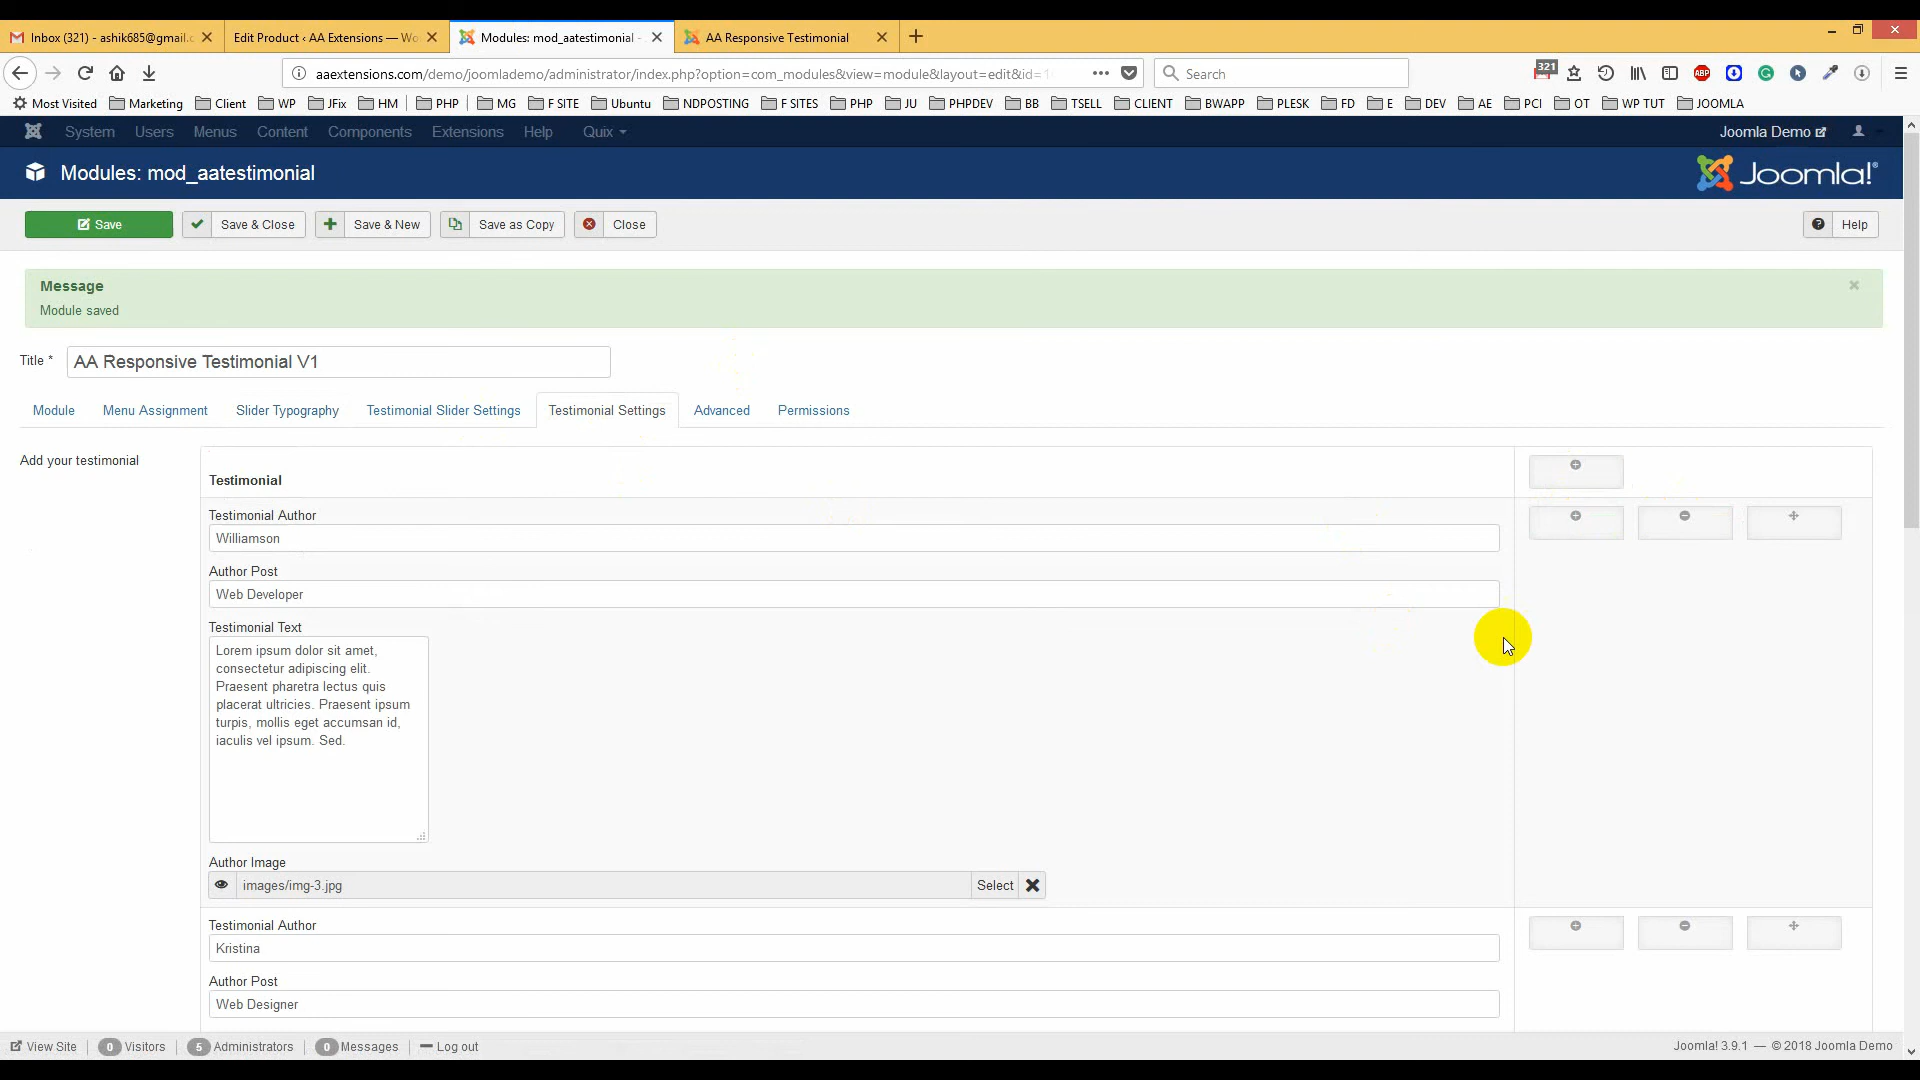 Inbox (321) - ashik685@gmail.c
Edit Product ‹ AA Extensions — Wo
Modules: mod_aatestimonial -
AA Responsive Testimonial
aaextensions.com/demo/joomlademo/administrator/index.php?option=com_modules&view=module&layout=edit&id=1
Search
321
ABP
Most Visited
Marketing
Client
WP
JFix
HM
PHP
MG
F SITE
Ubuntu
NDPOSTING
F SITES
PHP
JU
PHPDEV
BB
TSELL
CLIENT
BWAPP
PLESK
FD
E
DEV
AE
PCI
OT
WP TUT
JOOMLA
System
Users
Menus
Content
Components
Extensions
Help
Quix
Joomla Demo
Modules: mod_aatestimonial
Joomla!®
Save
Save & Close
Save & New
Save as Copy
Close
Help
Message
Module saved
Title *
AA Responsive Testimonial V1
Module
Menu Assignment
Slider Typography
Testimonial Slider Settings
Testimonial Settings
Advanced
Permissions
Add your testimonial
Testimonial
Testimonial Author
Williamson
Author Post
Web Developer
Testimonial Text
Lorem ipsum dolor sit amet,
consectetur adipiscing elit.
Praesent pharetra lectus quis
placerat ultricies. Praesent ipsum
turpis, mollis eget accumsan id,
iaculis vel ipsum. Sed.
Author Image
images/img-3.jpg
Select
Testimonial Author
Kristina
Author Post
Web Designer
View Site
0 Visitors
5 Administrators
0 Messages
Log out
Joomla! 3.9.1 — © 2018 Joomla Demo